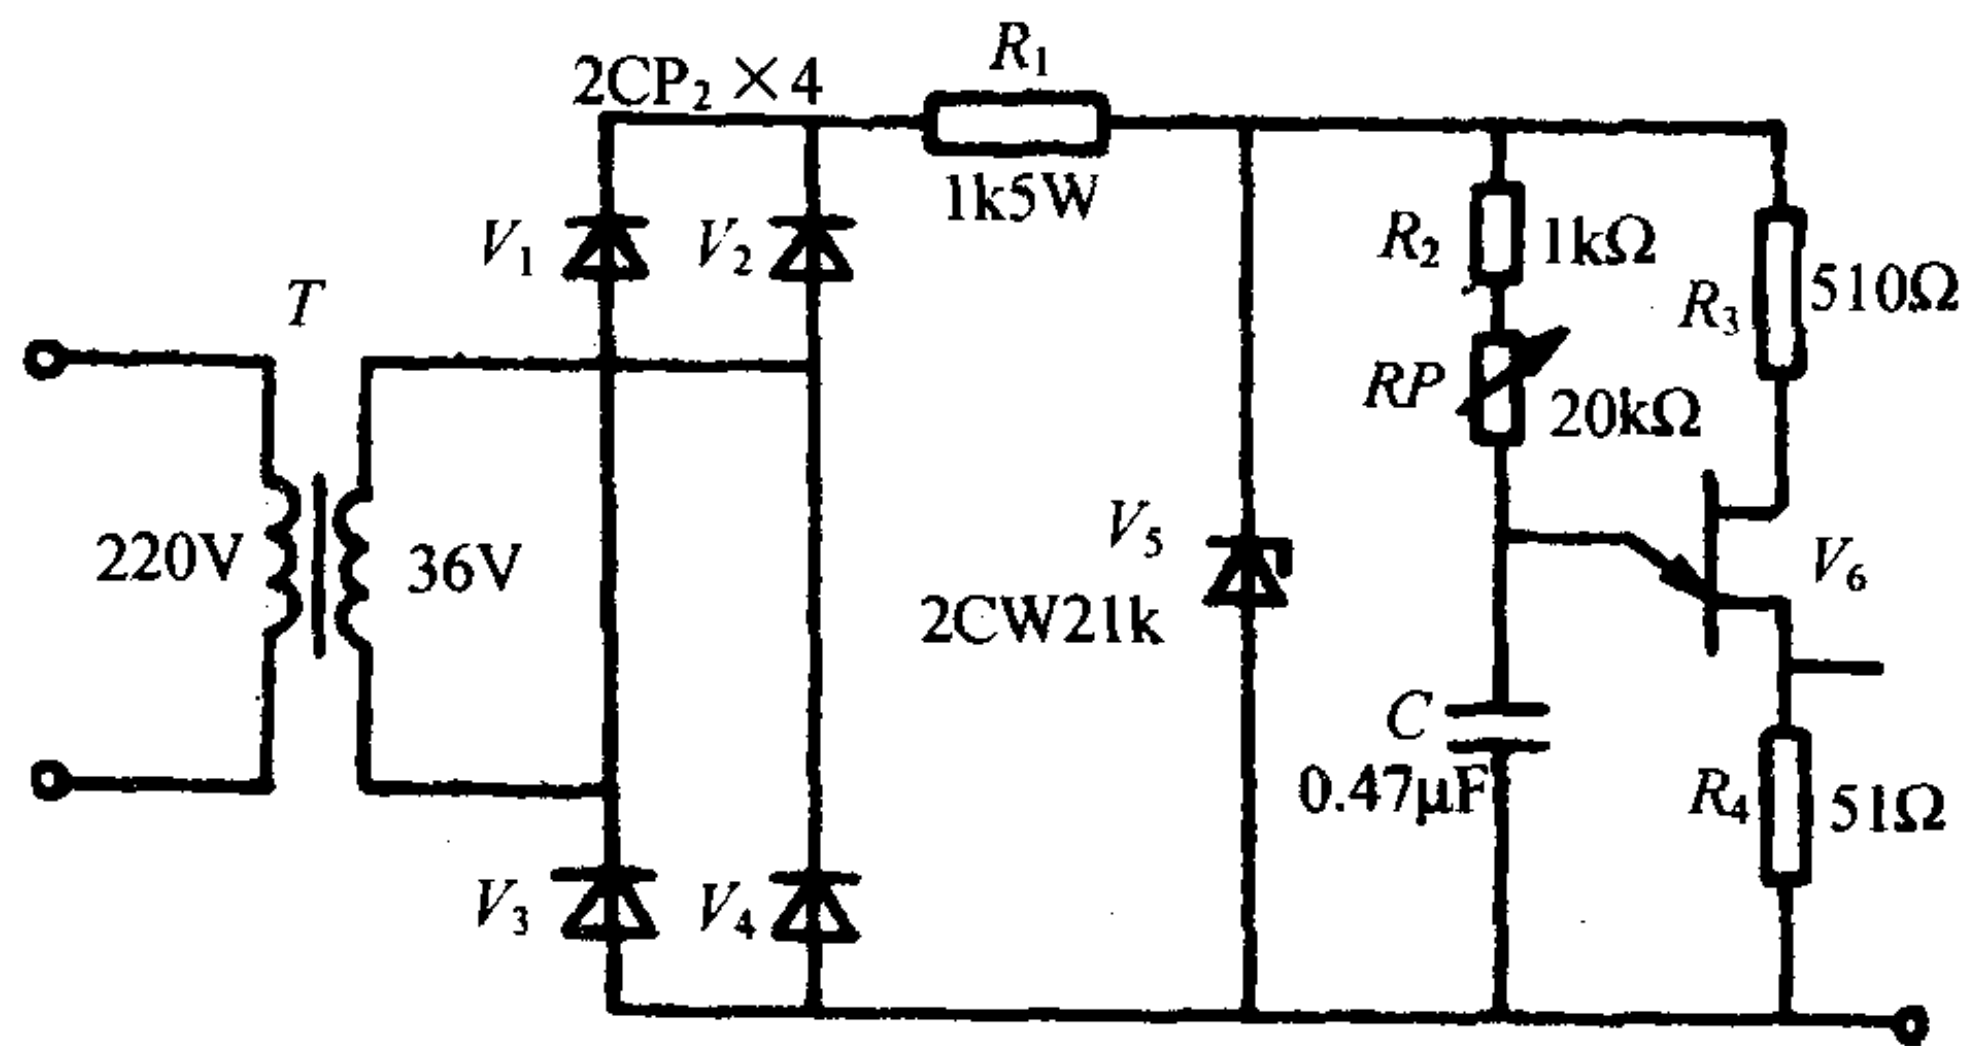 R₁
2CP₂ ×4
1k5W
V₁
V₂
R₂
1kΩ
R₃
510Ω
T
RP
20kΩ
220V
36V
V₅
V₆
2CW21k
C
0.47μF
R₄
51Ω
V₃
V₄